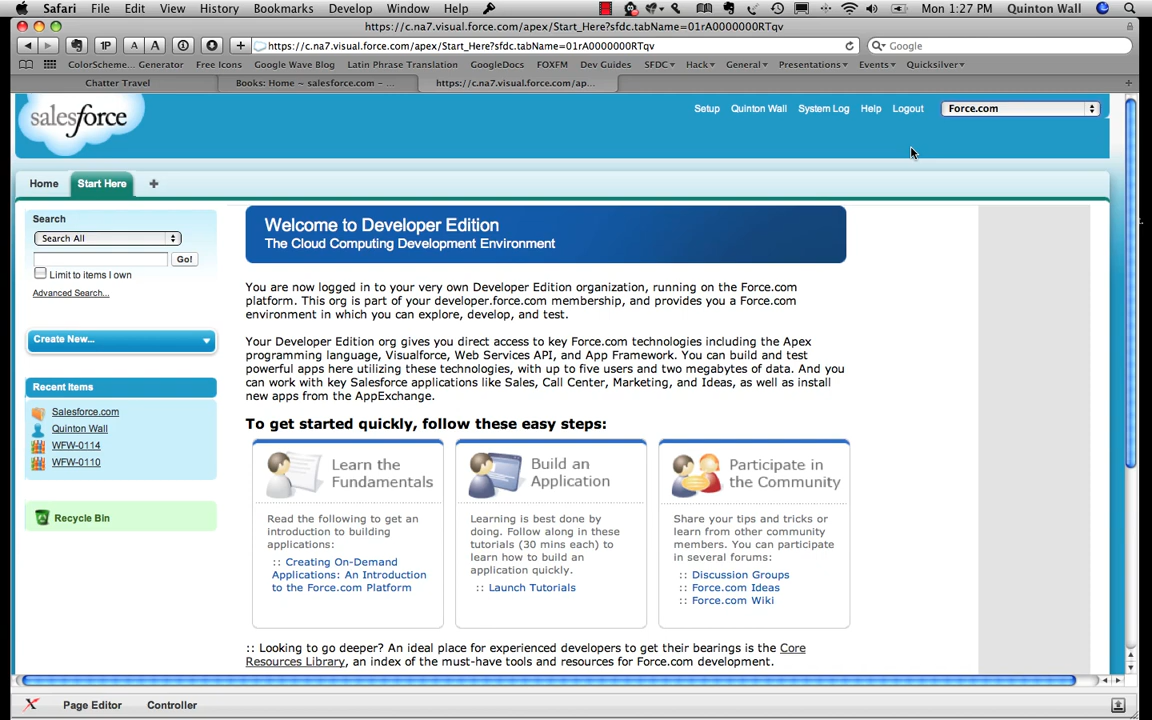 Safari File Edit View History Bookmarks Develop Window Help Mon 1:27 PM Quinton Wall
https://c.na7.visual.force.com/apex/Start_Here?sfdc.tabName=01rA0000000RTqv
1P A A https://c.na7.visual.force.com/apex/Start_Here?sfdc.tabName=01rA0000000RTqv Google
ColorScheme... Generator Free Icons Google Wave Blog Latin Phrase Translation GoogleDocs FOXFM Dev Guides SFDC Hack General Presentations Events Quicksilver
Chatter Travel Books: Home ~ salesforce.com – ... https://c.na7.visual.force.com/ap...
salesforce
Setup Quinton Wall System Log Help Logout Force.com
Home Start Here
Search
Search All
Go!
Limit to items I own
Advanced Search...
Create New...
Recent Items
Salesforce.com
Quinton Wall
WFW-0114
WFW-0110
Recycle Bin
Welcome to Developer Edition
The Cloud Computing Development Environment
You are now logged in to your very own Developer Edition organization, running on the Force.com
platform. This org is part of your developer.force.com membership, and provides you a Force.com
environment in which you can explore, develop, and test.
Your Developer Edition org gives you direct access to key Force.com technologies including the Apex
programming language, Visualforce, Web Services API, and App Framework. You can build and test
powerful apps here utilizing these technologies, with up to five users and two megabytes of data. And you
can work with key Salesforce applications like Sales, Call Center, Marketing, and Ideas, as well as install
new apps from the AppExchange.
To get started quickly, follow these easy steps:
Learn the
Fundamentals
Read the following to get an
introduction to building
applications:
:: Creating On-Demand
Applications: An Introduction
to the Force.com Platform
Build an
Application
Learning is best done by
doing. Follow along in these
tutorials (30 mins each) to
learn how to build an
application quickly.
:: Launch Tutorials
Participate in
the Community
Share your tips and tricks or
learn from other community
members. You can participate
in several forums:
:: Discussion Groups
:: Force.com Ideas
:: Force.com Wiki
:: Looking to go deeper? An ideal place for experienced developers to get their bearings is the Core
Resources Library, an index of the must-have tools and resources for Force.com development.
Page Editor Controller